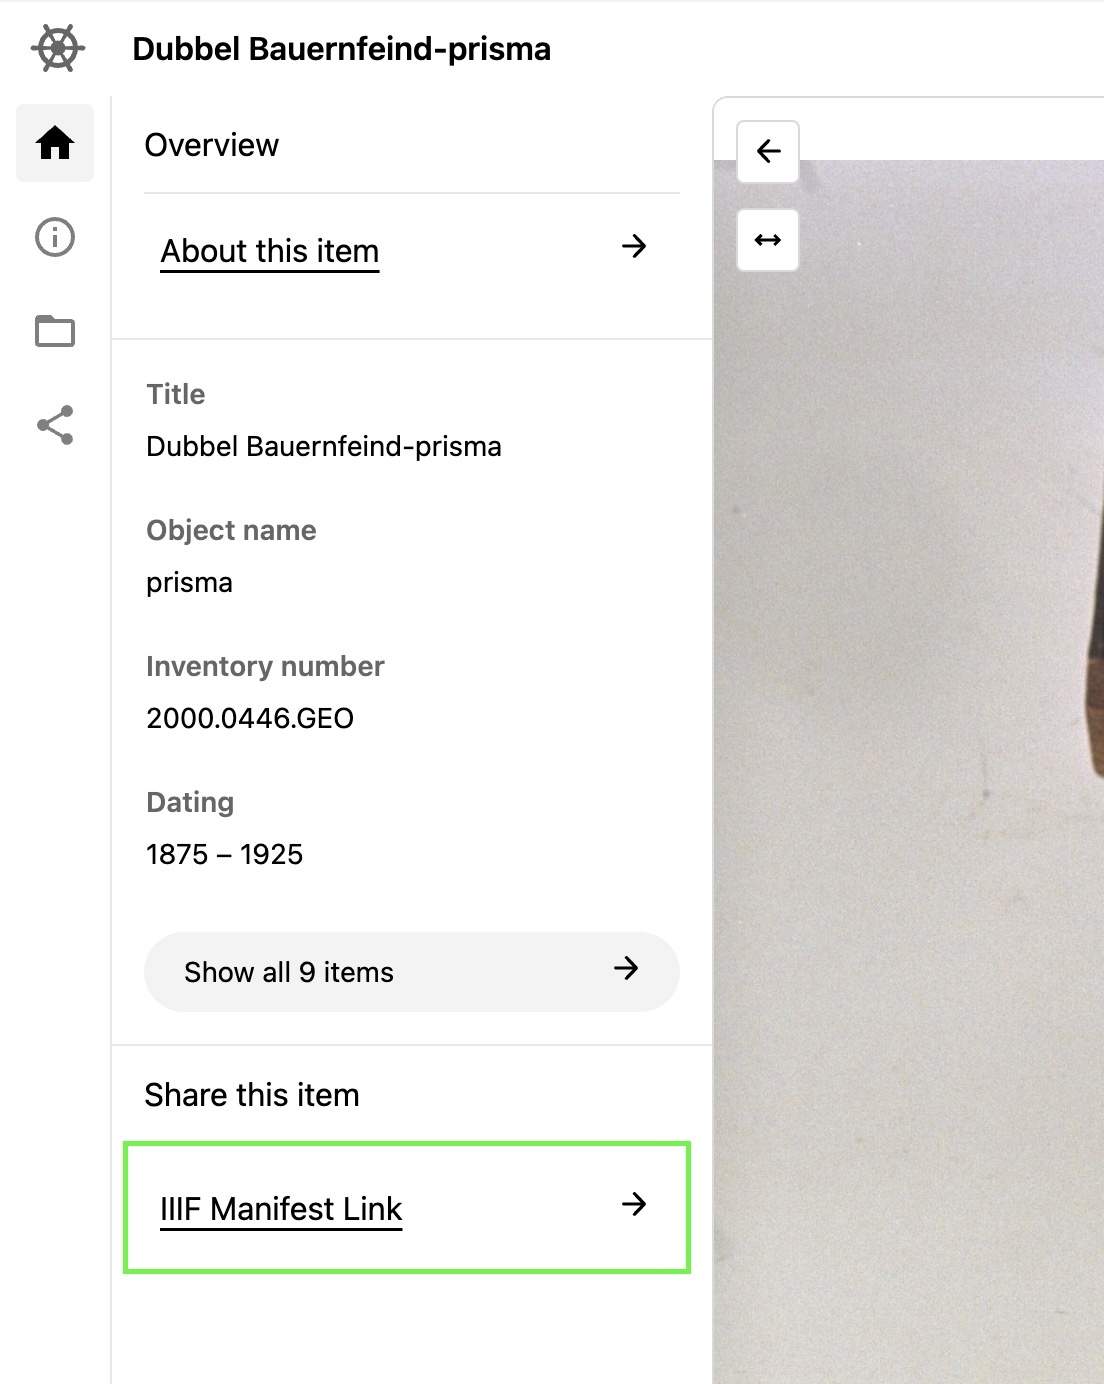 Dubbel Bauernfeind-prisma
Overview
About this item
Title
Dubbel Bauernfeind-prisma
Object name
prisma
Inventory number
2000.0446.GEO
Dating
1875 – 1925
Show all 9 items
Share this item
IIIF Manifest Link